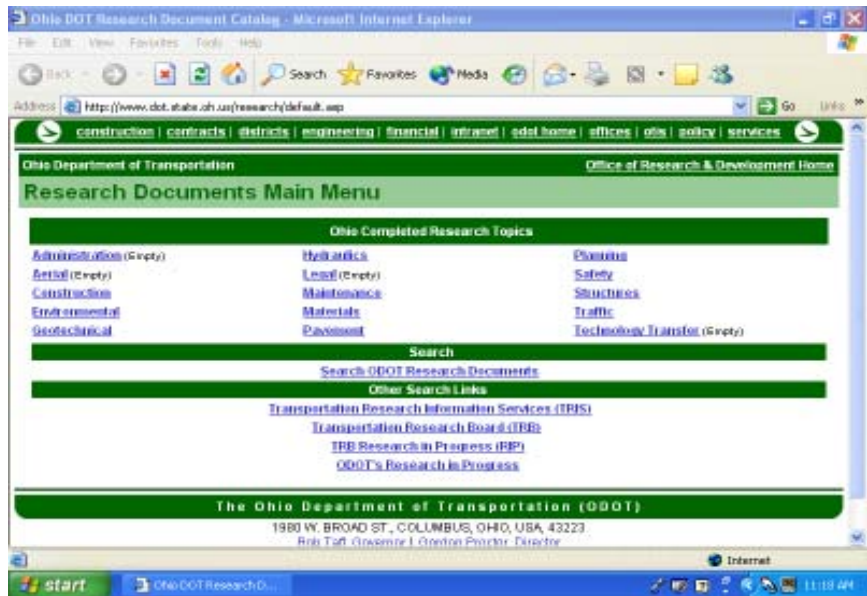 Ohio DOT Research Document Catalog - Microsoft Internet Explorer
File Edit View Favorites Tools Help
Back Search Favorites Media
Address http://www.dot.state.oh.us/research/default.asp Go Links »
construction | contracts | districts | engineering | financial | intranet | odot home | offices | otis | policy | services
Ohio Department of Transportation Office of Research & Development Home
Research Documents Main Menu
Ohio Completed Research Topics
Administration (Empty) Hydraulics Planning
Aerial (Empty) Legal (Empty) Safety
Construction Maintenance Structures
Environmental Materials Traffic
Geotechnical Pavement Technology Transfer (Empty)
Search
Search ODOT Research Documents
Other Search Links
Transportation Research Information Services (TRIS)
Transportation Research Board (TRB)
TRB Research in Progress (RIP)
ODOT's Research in Progress
The Ohio Department of Transportation (ODOT)
1980 W. BROAD ST., COLUMBUS, OHIO, USA, 43223
Bob Taft, Governor | Gordon Proctor, Director
Internet
start Ohio DOT Research D... 11:18 AM